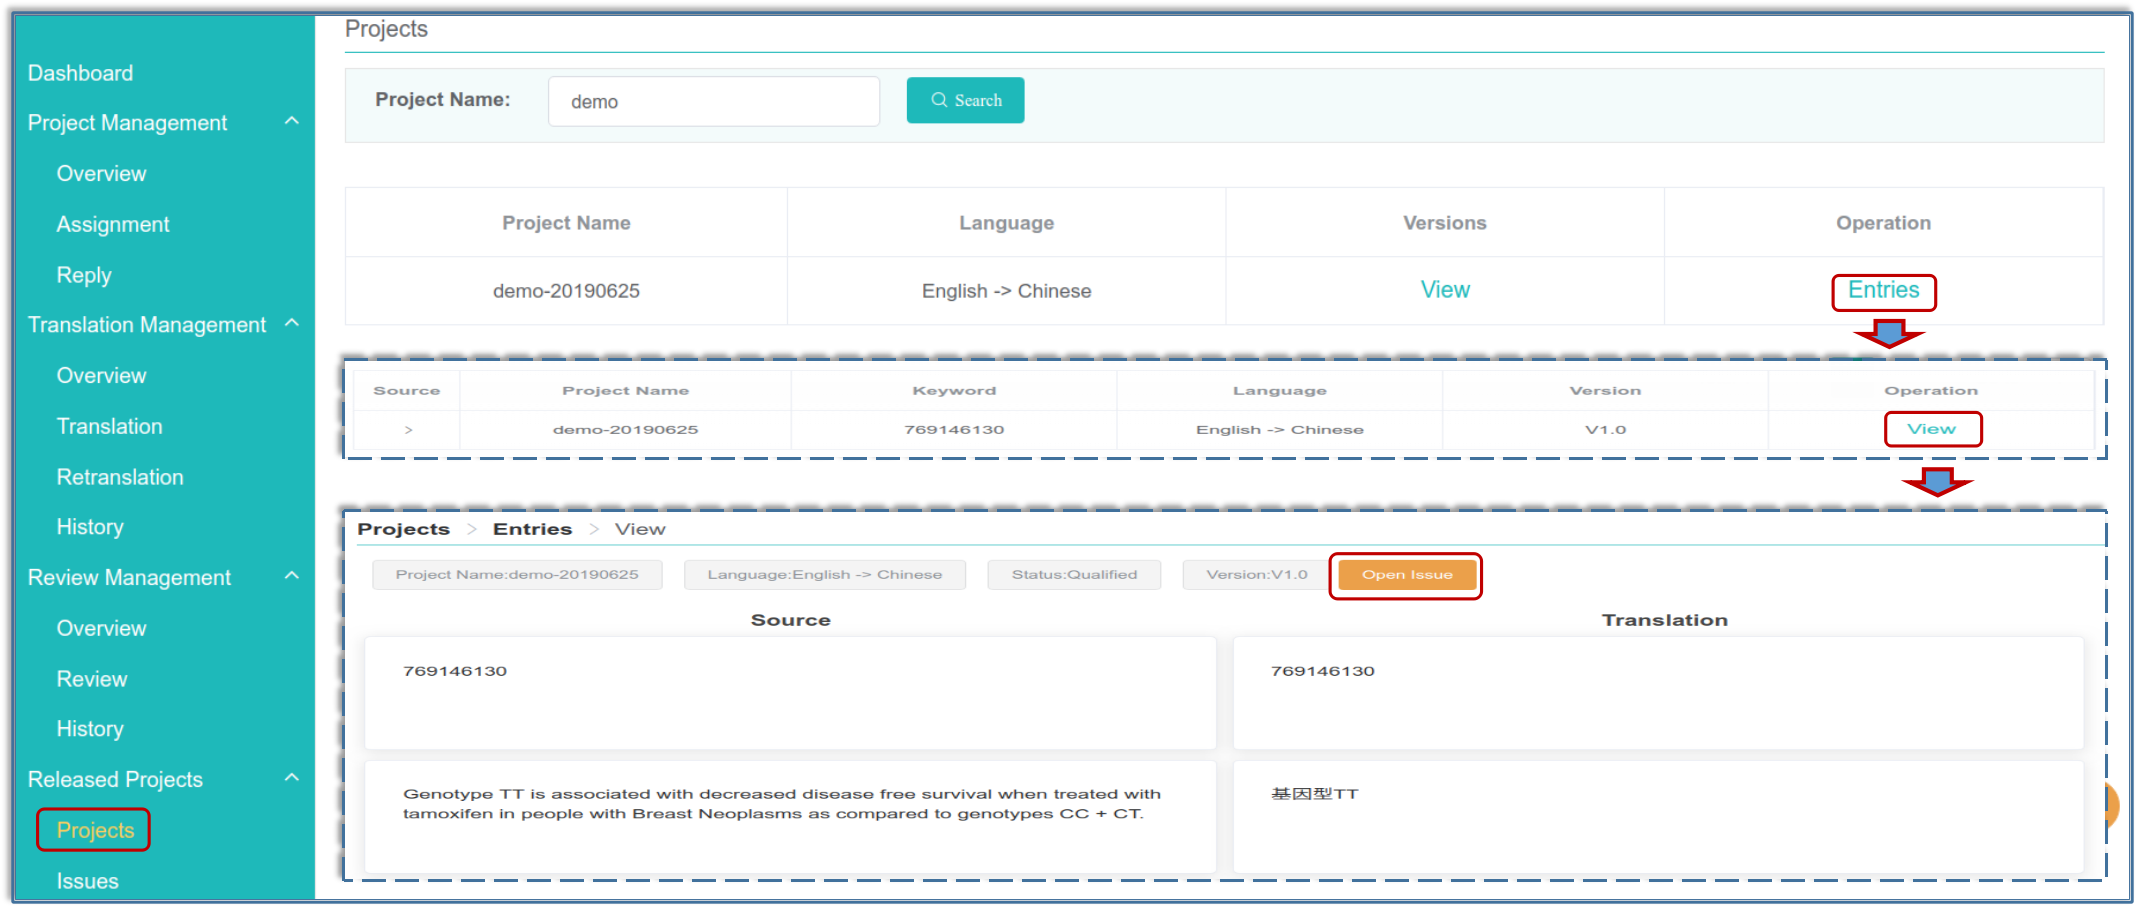 Dashboard
Project Management
Overview
Assignment
Reply
Translation Management
Overview
Translation
Retranslation
History
Review Management
Overview
Review
History
Released Projects
Projects
Issues
Projects
Project Name: demo Search
Project Name Language Versions Operation
demo-20190625 English -> Chinese View Entries
Source Project Name Keyword Language Version Operation
> demo-20190625 769146130 English -> Chinese V1.0 View
Projects > Entries > View
Project Name:demo-20190625 Language:English -> Chinese Status:Qualified Version:V1.0 Open Issue
Source Translation
769146130 769146130
Genotype TT is associated with decreased disease free survival when treated with
tamoxifen in people with Breast Neoplasms as compared to genotypes CC + CT.
基因型TT